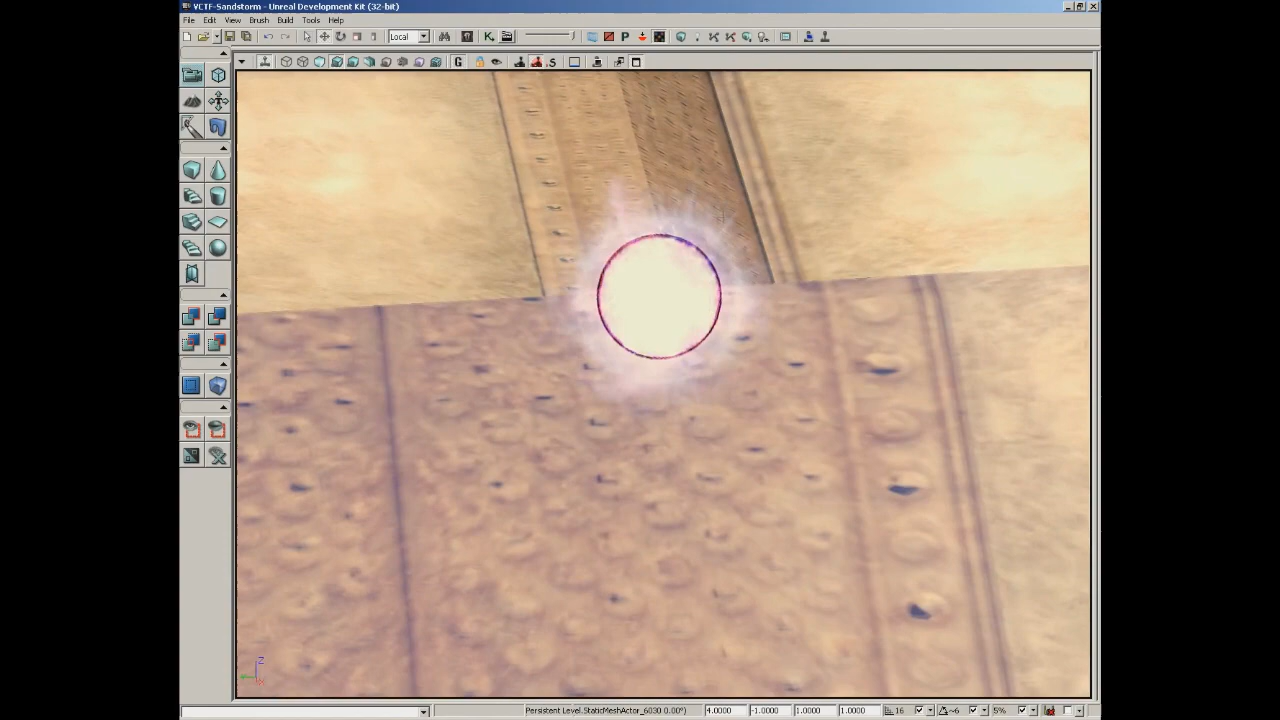 VCTF-Sandstorm - Unreal Development Kit (32-bit)
File Edit View Brush Build Tools Help
Local K P
G S
Z
X
Persistent Level.StaticMeshActor_6030 0.00°) 4.0000 -1.0000 1.0000 1.0000 16 ~6 5%